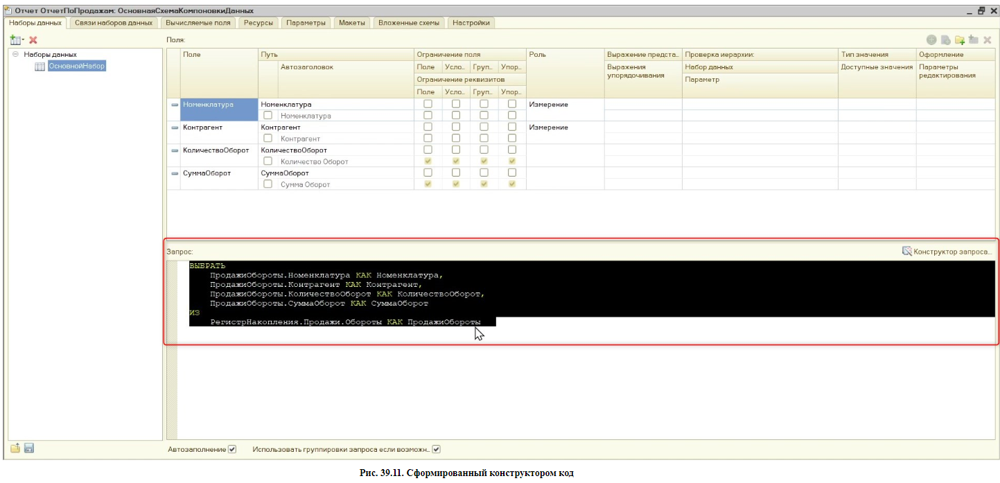 Отчет ОтчетПоПродажам: ОсновнаяСхемаКомпоновкиДанных
Наборы данных Связи наборов данных Вычисляемые поля Ресурсы Параметры Макеты Вложенные схемы Настройки
Поля:
Наборы данных
ОсновнойНабор
Поле Путь Ограничение поля Роль Выражение предста... Проверка иерархии: Тип значения Оформление
Автозаголовок Поле Усло... Груп... Упор... Выражения упорядочивания Набор данных Доступные значения Параметры редактирования
Ограничение реквизитов Параметр
Поле Усло... Груп... Упор...
Номенклатура Номенклатура Измерение
Номенклатура
Контрагент Контрагент Измерение
Контрагент
КоличествоОборот КоличествоОборот
Количество Оборот
СуммаОборот СуммаОборот
Сумма Оборот
Запрос: Конструктор запроса...
ВЫБРАТЬ
ПродажиОбороты.Номенклатура КАК Номенклатура,
ПродажиОбороты.Контрагент КАК Контрагент,
ПродажиОбороты.КоличествоОборот КАК КоличествоОборот,
ПродажиОбороты.СуммаОборот КАК СуммаОборот
ИЗ
РегистрНакопления.Продажи.Обороты КАК ПродажиОбороты
Автозаполнение Использовать группировки запроса если возможн...
Рис. 39.11. Сформированный конструктором код